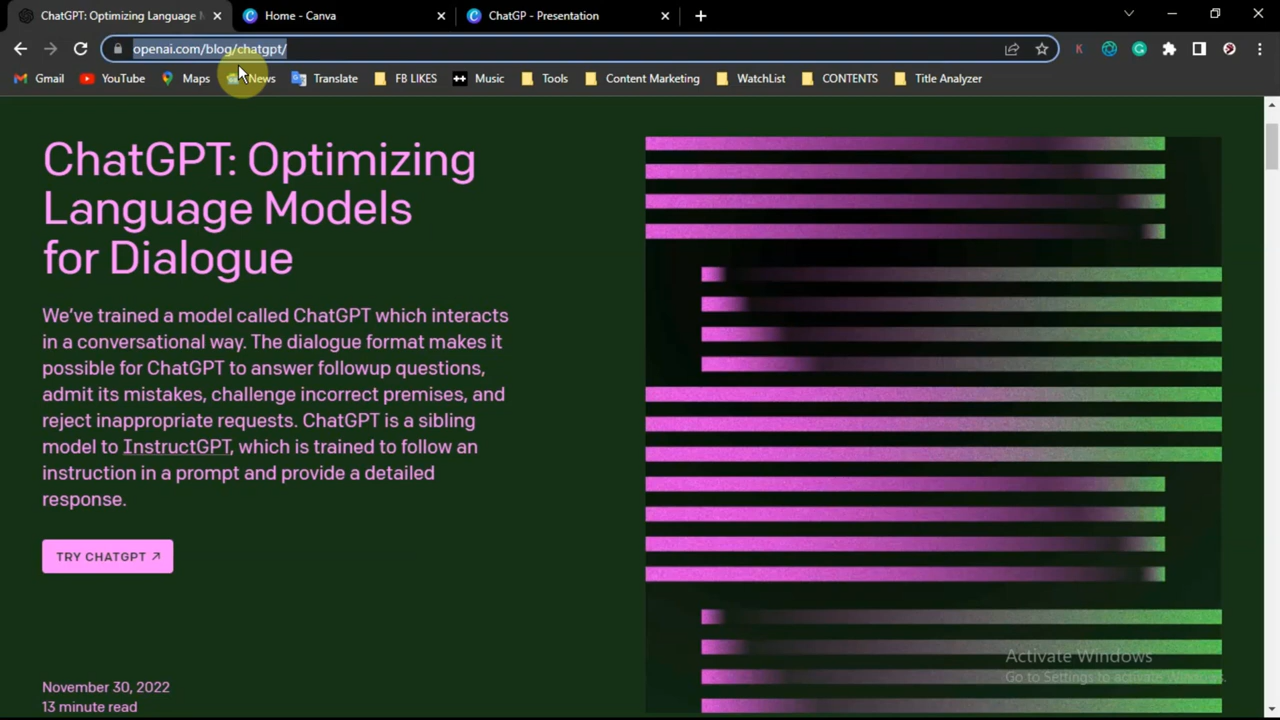 ChatGPT: Optimizing Language M
Home - Canva
ChatGP - Presentation
openai.com/blog/chatgpt/
Gmail
YouTube
Maps
News
Translate
FB LIKES
Music
Tools
Content Marketing
WatchList
CONTENTS
Title Analyzer
ChatGPT: Optimizing
Language Models
for Dialogue
We've trained a model called ChatGPT which interacts
in a conversational way. The dialogue format makes it
possible for ChatGPT to answer followup questions,
admit its mistakes, challenge incorrect premises, and
reject inappropriate requests. ChatGPT is a sibling
model to InstructGPT, which is trained to follow an
instruction in a prompt and provide a detailed
response.
TRY CHATGPT ↗
November 30, 2022
13 minute read
Activate Windows
Go to Settings to activate Windows.